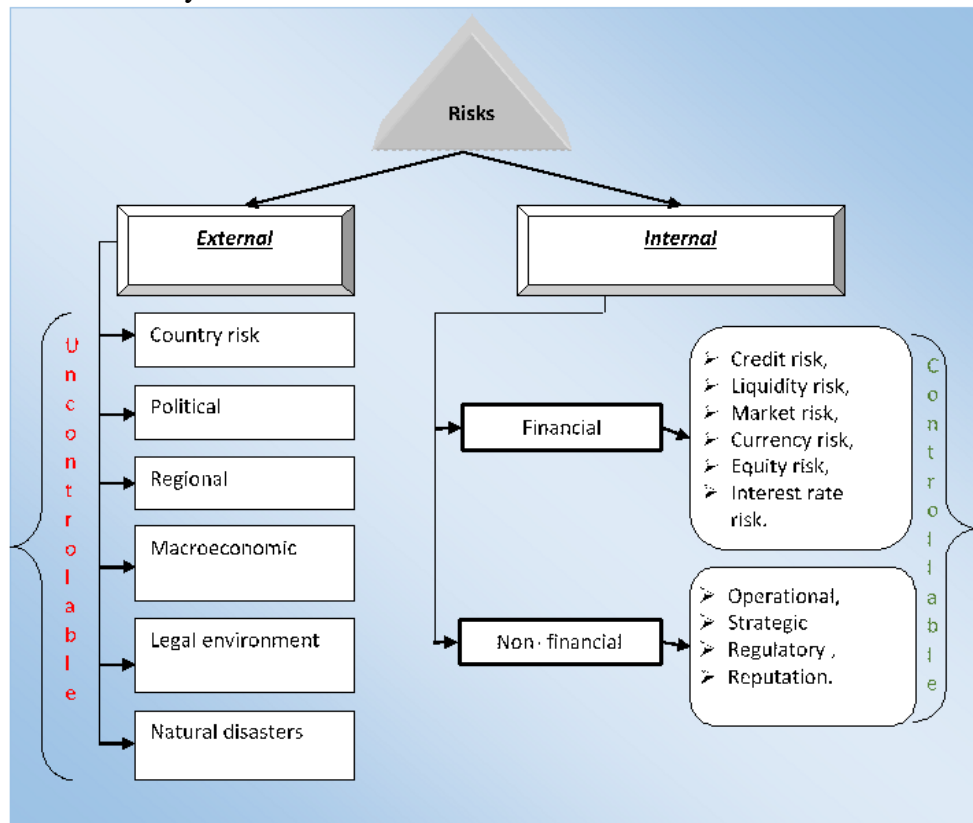 Risks
External
Internal
Uncontrolable
Country risk
Political
Regional
Macroeconomic
Legal environment
Natural disasters
Financial
Credit risk,
Liquidity risk,
Market risk,
Currency risk,
Equity risk,
Interest rate
risk.
Non- financial
Operational,
Strategic
Regulatory ,
Reputation.
Controllable